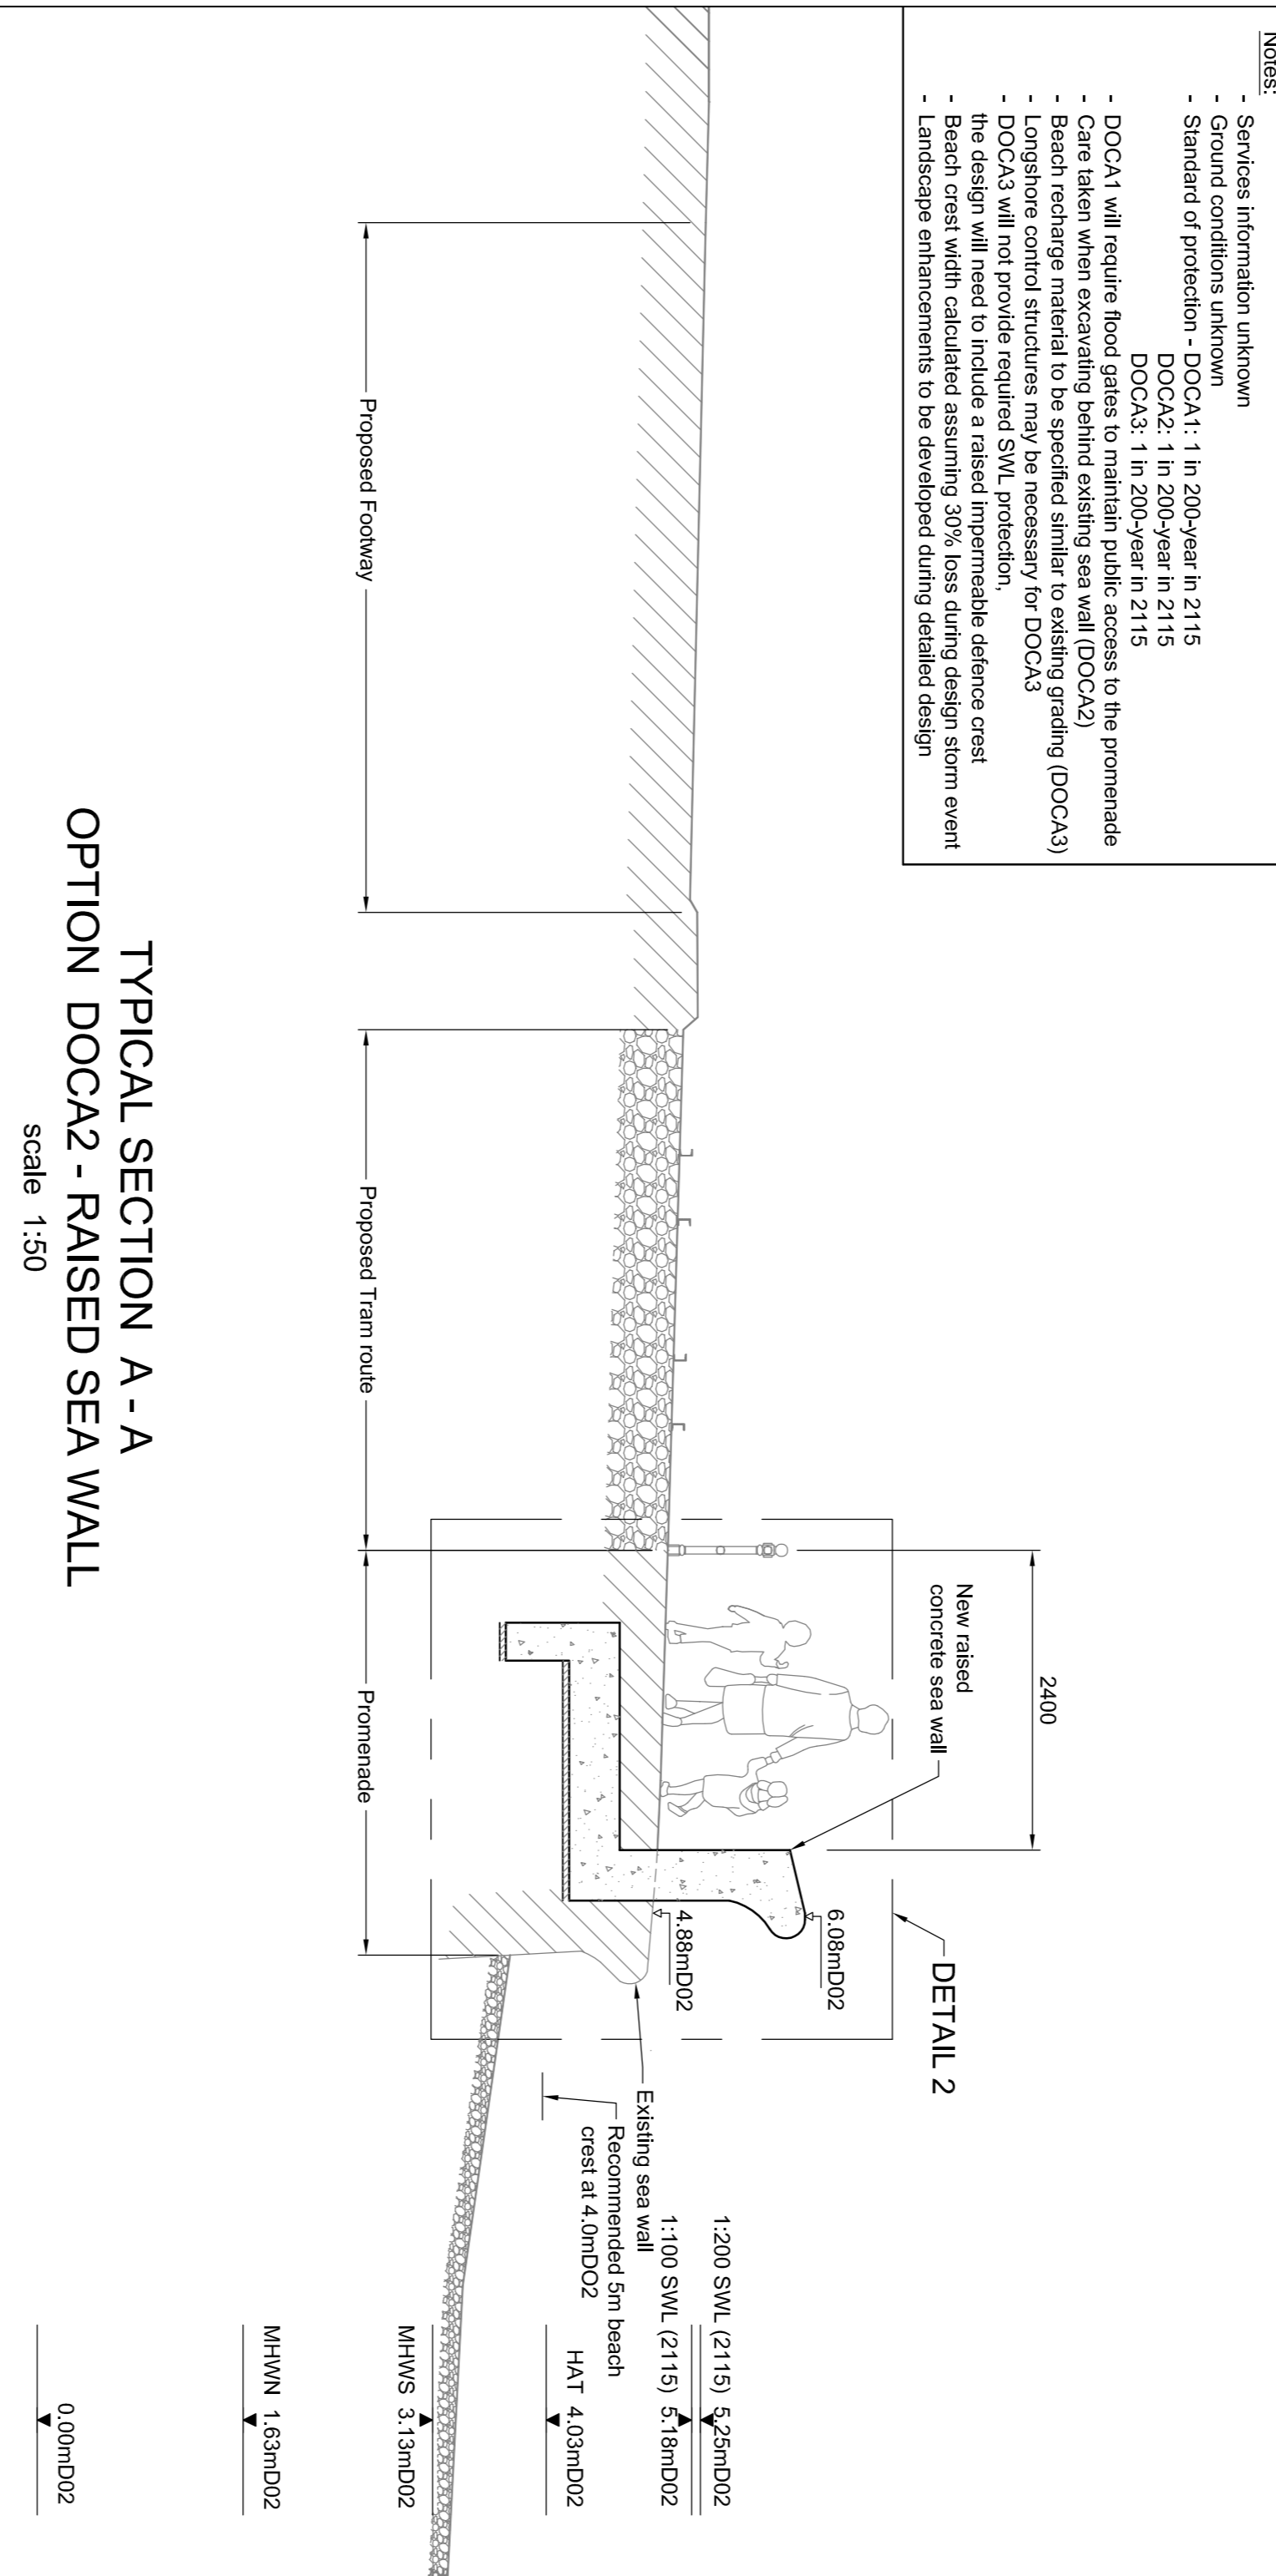 Notes:
- Services information unknown
- Ground conditions unknown
- Standard of protection - DOCA1: 1 in 200-year in 2115
DOCA2: 1 in 200-year in 2115
DOCA3: 1 in 200-year in 2115
- DOCA1 will require flood gates to maintain public access to the promenade
- Care taken when excavating behind existing sea wall (DOCA2)
- Beach recharge material to be specified similar to existing grading (DOCA3)
- Longshore control structures may be necessary for DOCA3
- DOCA3 will not provide required SWL protection,
the design will need to include a raised impermeable defence crest
- Beach crest width calculated assuming 30% loss during design storm event
- Landscape enhancements to be developed during detailed design
2400
New raised
concrete sea wall
DETAIL 2
6.08mD02
4.88mD02
1:200 SWL (2115) 5.25mD02
1:100 SWL (2115) 5.18mD02
Existing sea wall
Recommended 5m beach
crest at 4.0mDO2
HAT 4.03mD02
MHWS 3.13mD02
MHWN 1.63mD02
0.00mD02
Proposed Footway
Proposed Tram route
Promenade
TYPICAL SECTION A - A
OPTION DOCA2 - RAISED SEA WALL
scale 1:50